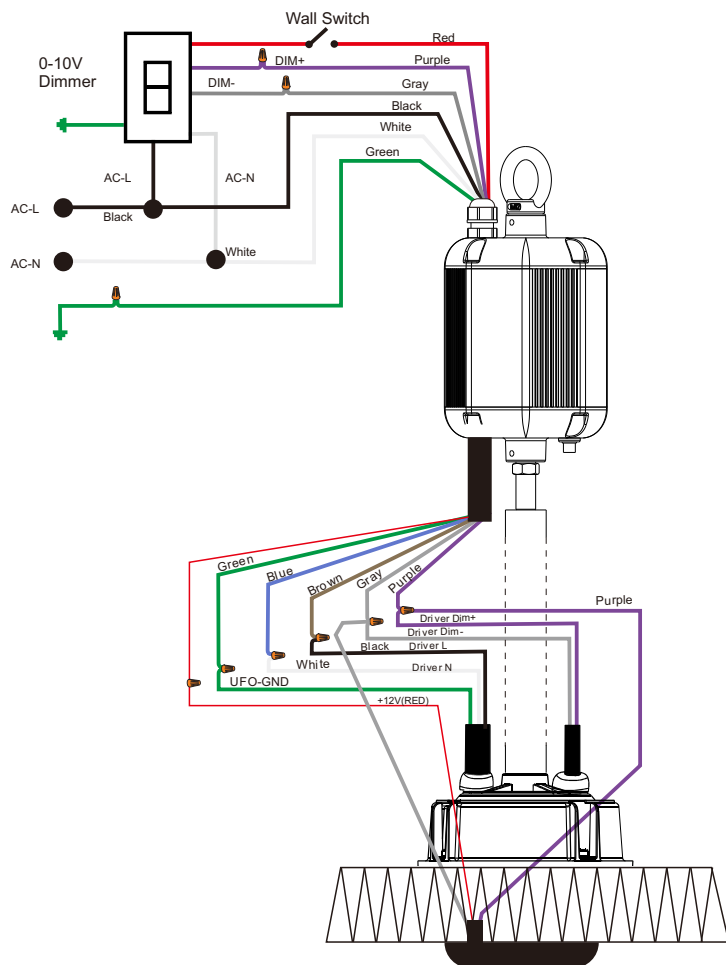 Wall Switch
Red
0-10V
Dimmer
DIM+
Purple
DIM-
Gray
Black
White
Green
AC-L
AC-N
AC-L
Black
AC-N
White
Green
Blue
Brown
Gray
Purple
Purple
Driver Dim+
Driver Dim-
Black
Driver L
White
Driver N
UFO-GND
+12V(RED)